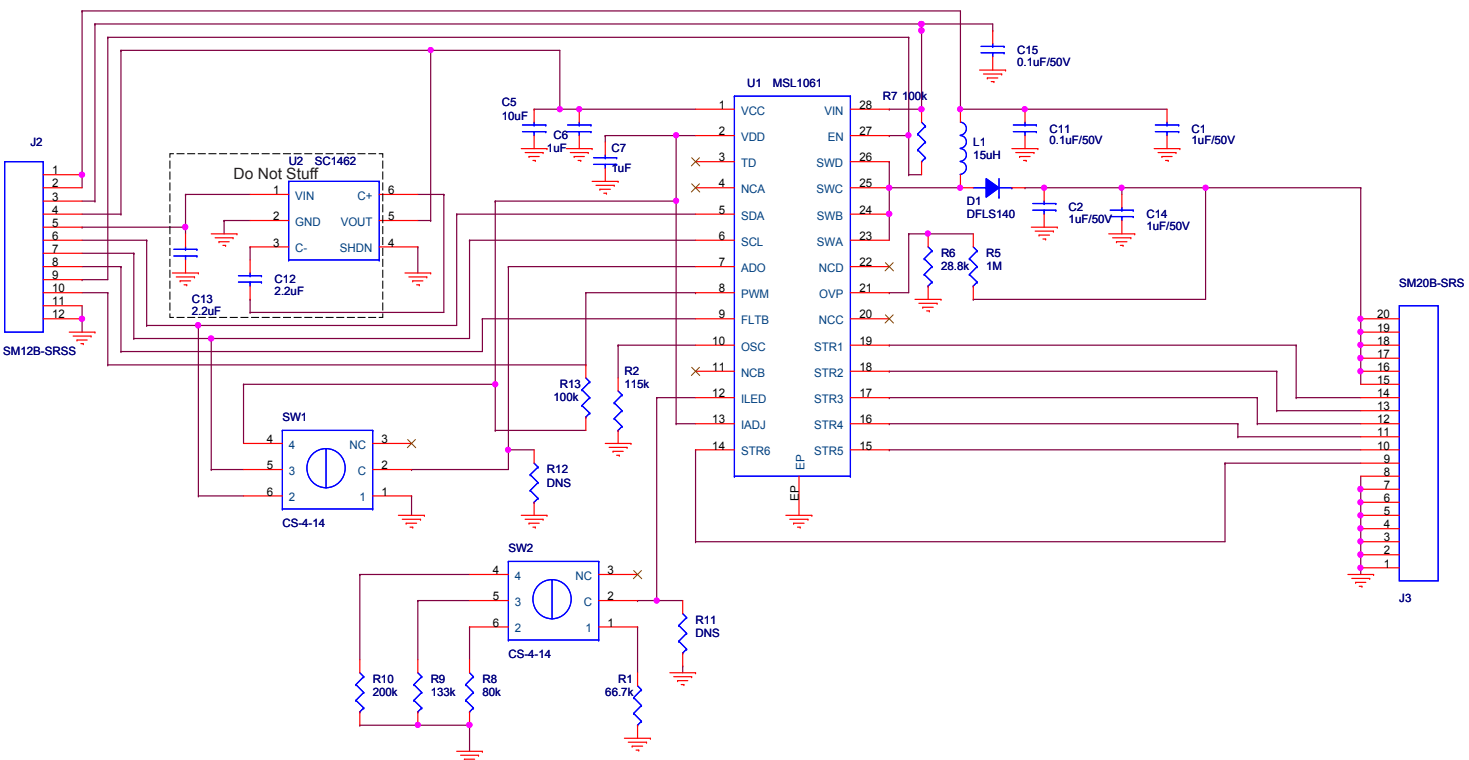 C15
0.1uF/50V
U1 MSL1061
R7 100k
C5
10uF
C6
1uF
C7
1uF
1 VCC
2 VDD
3 TD
4 NCA
5 SDA
6 SCL
7 ADO
8 PWM
9 FLTB
10 OSC
11 NCB
12 ILED
13 IADJ
14 STR6
VIN 28
EN 27
SWD 26
SWC 25
SWB 24
SWA 23
NCD 22
OVP 21
NCC 20
STR1 19
STR2 18
STR3 17
STR4 16
STR5 15
EP
EP
L1
15uH
C11
0.1uF/50V
C1
1uF/50V
D1
DFLS140
C2
1uF/50V
C14
1uF/50V
R6
28.8k
R5
1M
J2
1
2
3
4
5
6
7
8
9
10
11
12
SM12B-SRSS
U2 SC1462
Do Not Stuff
1 VIN
2 GND
3 C-
C+ 6
VOUT 5
SHDN 4
C12
2.2uF
C13
2.2uF
SM20B-SRS
20
19
18
17
16
15
14
13
12
11
10
9
8
7
6
5
4
3
2
1
J3
R13
100k
R2
115k
SW1
4 4 NC 3
5 3 C 2
6 2 1 1
CS-4-14
R12
DNS
SW2
4 4 NC 3
5 3 C 2
6 2 1 1
CS-4-14
R11
DNS
R10
200k
R9
133k
R8
80k
R1
66.7k